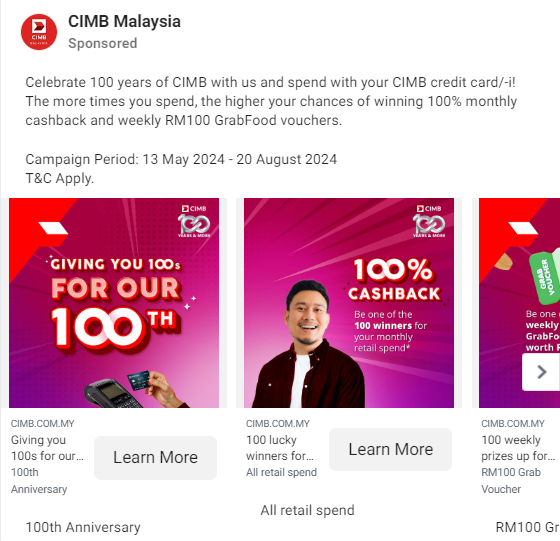 CIMB Malaysia
CIMB
Sponsored
Celebrate 100 years of CIMB with us and spend with your CIMB credit card/-i!
The more times you spend, the higher your chances of winning 100% monthly
cashback and weekly RM100 GrabFood vouchers.
Campaign Period: 13 May 2024 - 20 August 2024
T&C Apply.
CIMB
100
YEARS & MORE
GIVING YOU 100s
FOR OUR
100TH
CIMB
100
YEARS & MORE
100%
CASHBACK
Be one of the
100 winners for
your monthly
retail spend*
GRAB
VOUCHER
Be one
weekly
GrabFoo
worth R
CIMB.COM.MY
Giving you
100s for our...
100th
Anniversary
Learn More
100th Anniversary
CIMB.COM.MY
100 lucky
winners for...
All retail spend
Learn More
All retail spend
CIMB.COM.MY
100 weekly
prizes up for...
RM100 Grab
Voucher
RM100 Gr